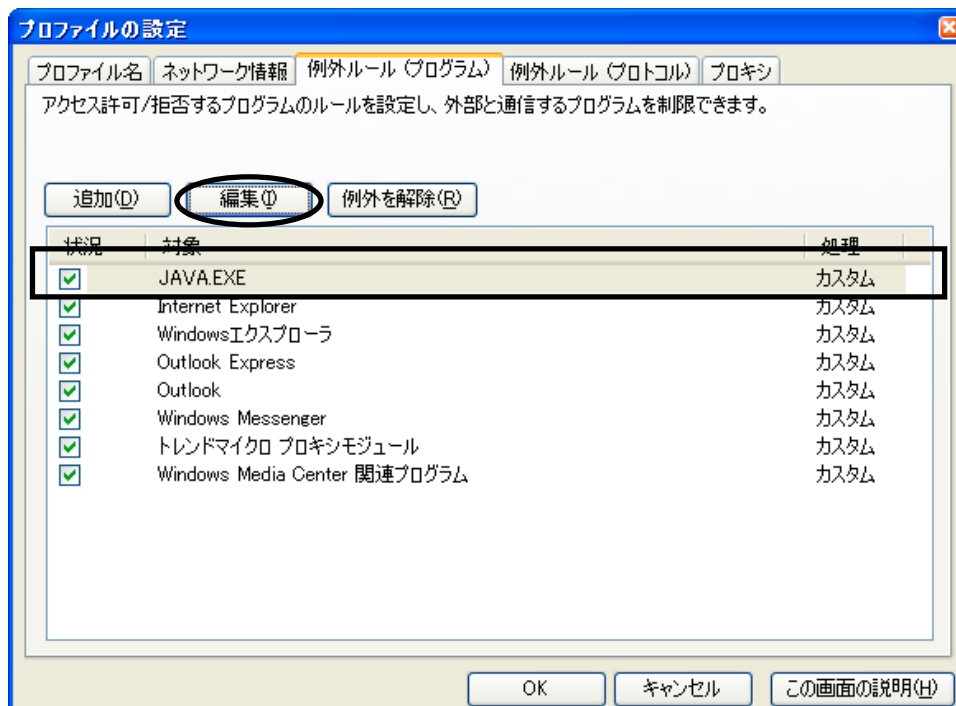 プロファイルの設定
プロファイル名 ネットワーク情報 例外ルール (プログラム) 例外ルール (プロトコル) プロキシ
アクセス許可/拒否するプログラムのルールを設定し、外部と通信するプログラムを制限できます。
追加(D) 編集(I) 例外を解除(R)
状況 対象 処理
JAVA.EXE カスタム
Internet Explorer カスタム
Windowsエクスプローラ カスタム
Outlook Express カスタム
Outlook カスタム
Windows Messenger カスタム
トレンドマイクロ プロキシモジュール カスタム
Windows Media Center 関連プログラム カスタム
OK キャンセル この画面の説明(H)